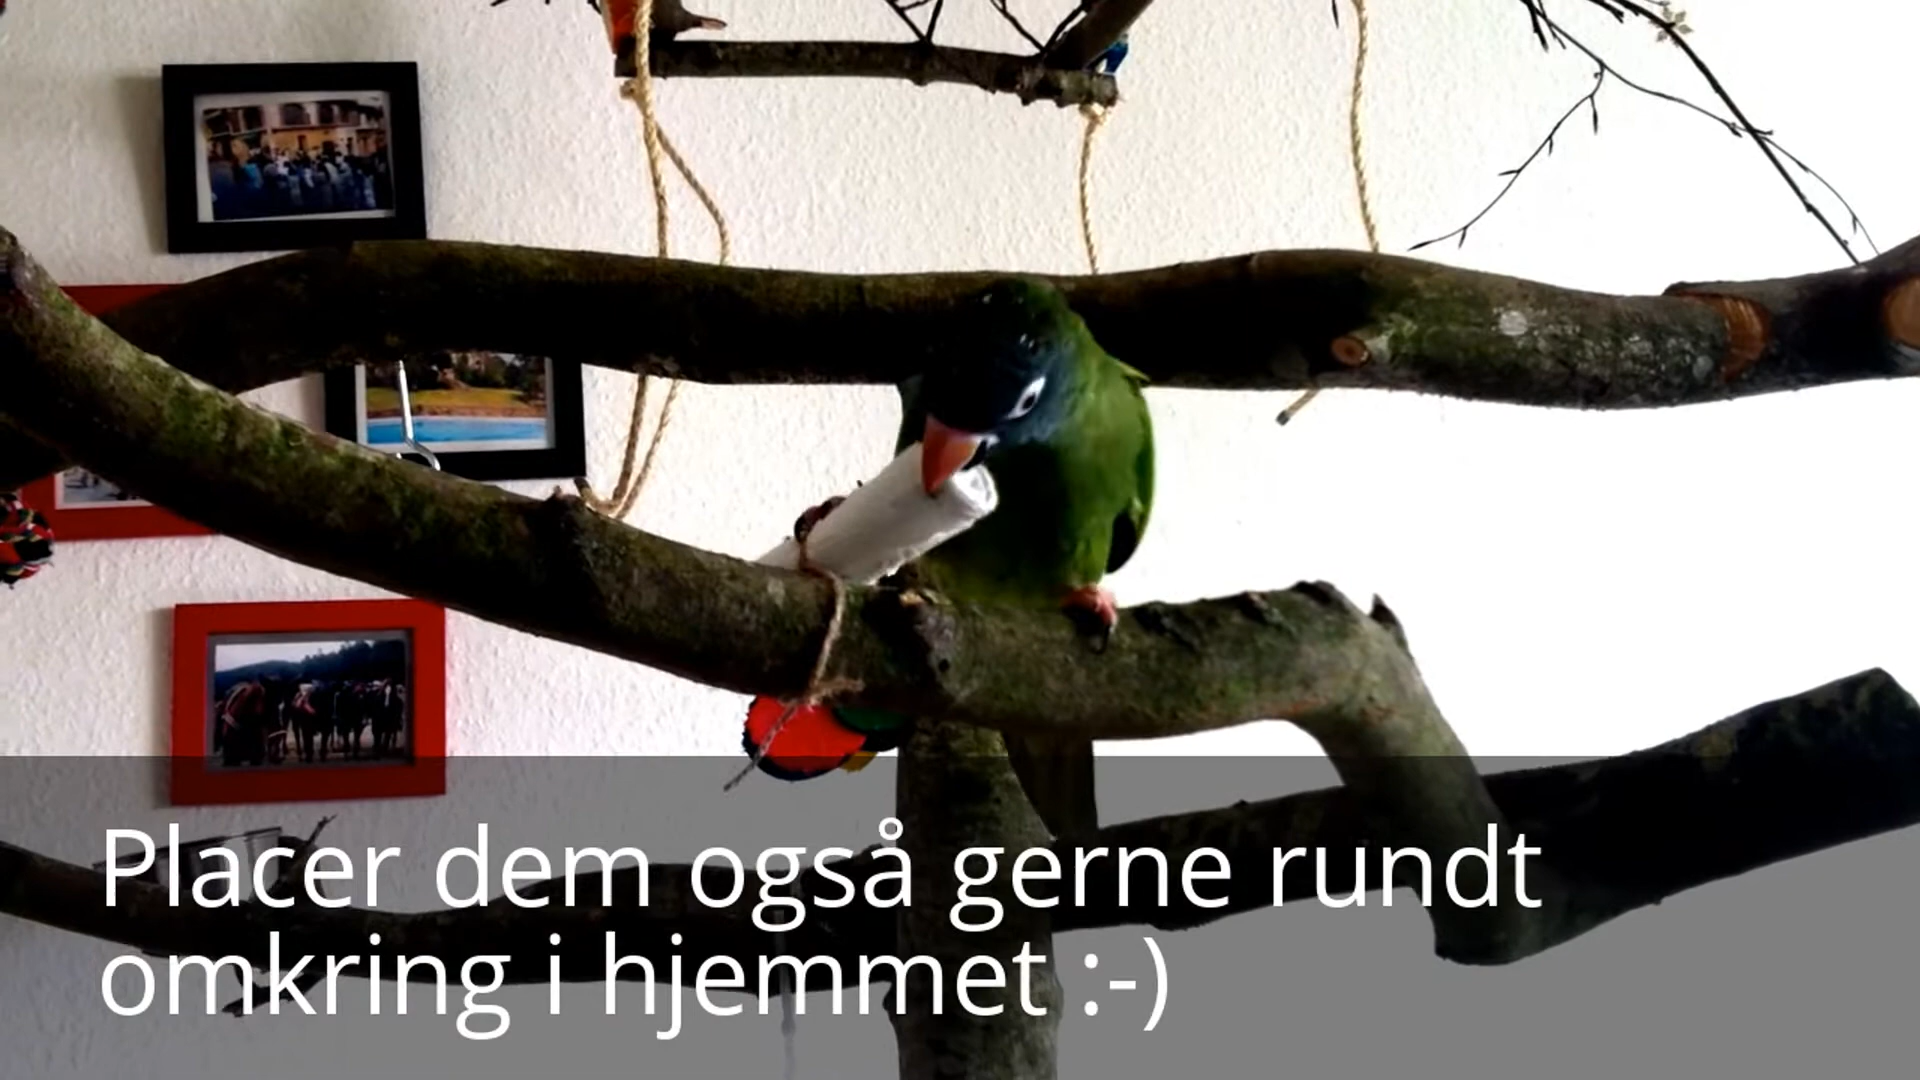 Placer dem også gerne rundt
omkring i hjemmet :-)